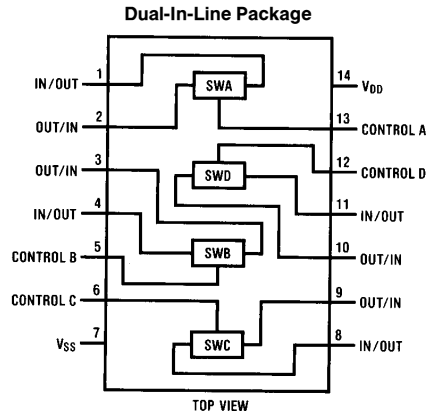 Dual-In-Line Package
IN/OUT 1 SWA 14 VDD
OUT/IN 2 13 CONTROL A
OUT/IN 3 SWD 12 CONTROL D
IN/OUT 4 11 IN/OUT
CONTROL B 5 SWB 10 OUT/IN
CONTROL C 6 9 OUT/IN
VSS 7 SWC 8 IN/OUT
TOP VIEW